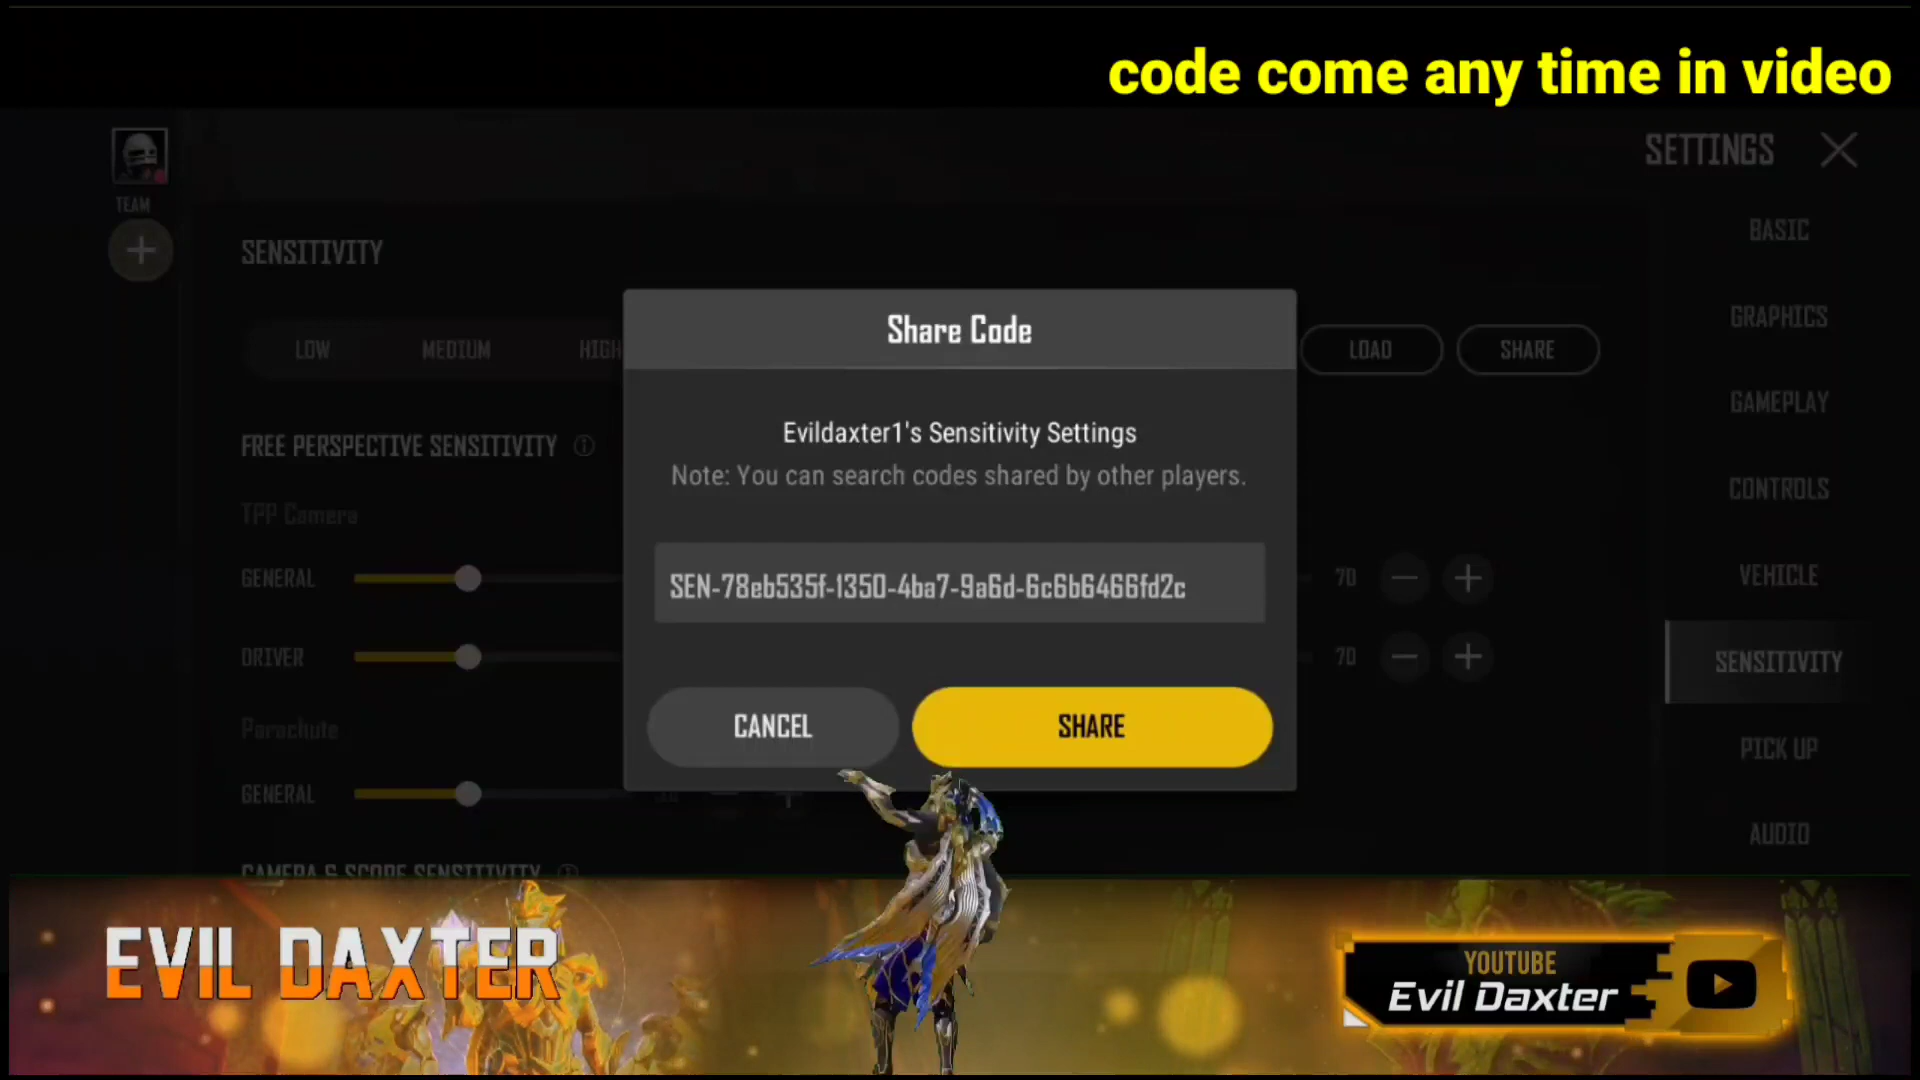 code come any time in video
SETTINGS
TEAM
SENSITIVITY
LOW
MEDIUM
HIGH
LOAD
SHARE
BASIC
GRAPHICS
GAMEPLAY
CONTROLS
VEHICLE
SENSITIVITY
PICK UP
AUDIO
Share Code
Evildaxter1's Sensitivity Settings
Note: You can search codes shared by other players.
SEN-78eb535f-1350-4ba7-9a6d-6c6b6466fd2c
CANCEL
SHARE
FREE PERSPECTIVE SENSITIVITY
TPP Camera
GENERAL
70
DRIVER
70
Parachute
GENERAL
CAMERA & SCOPE SENSITIVITY
EVIL DAXTER
YOUTUBE
Evil Daxter